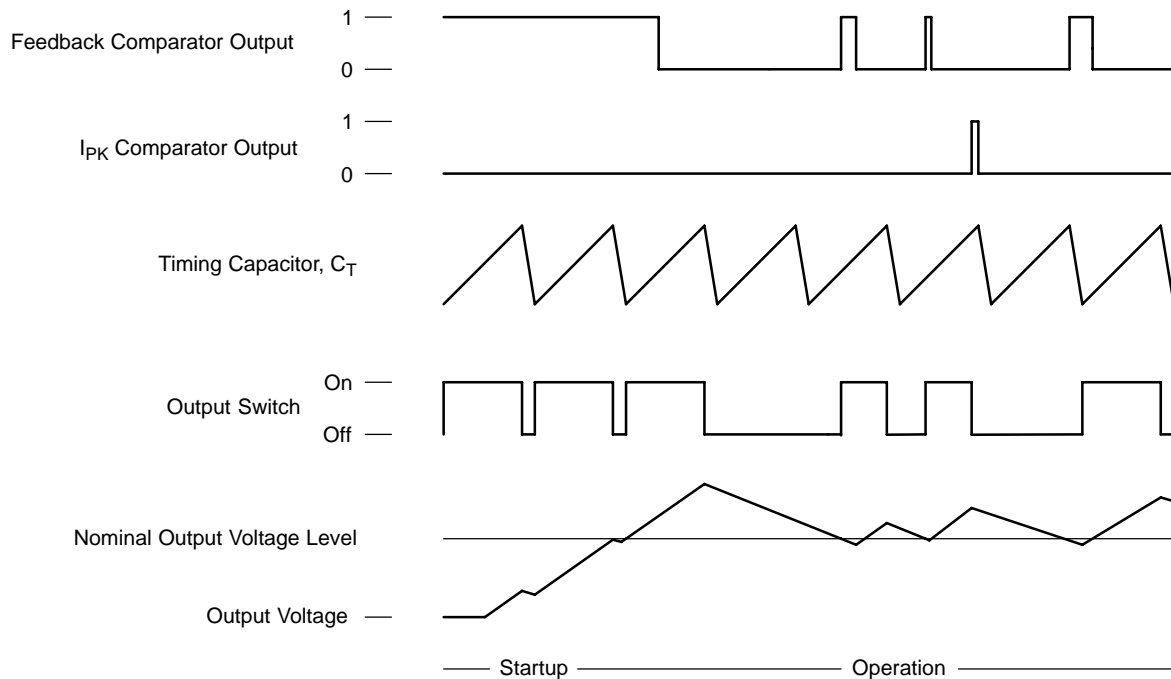 1
Feedback Comparator Output
0
1
IPK Comparator Output
0
Timing Capacitor, CT
On
Output Switch
Off
Nominal Output Voltage Level
Output Voltage
Startup
Operation